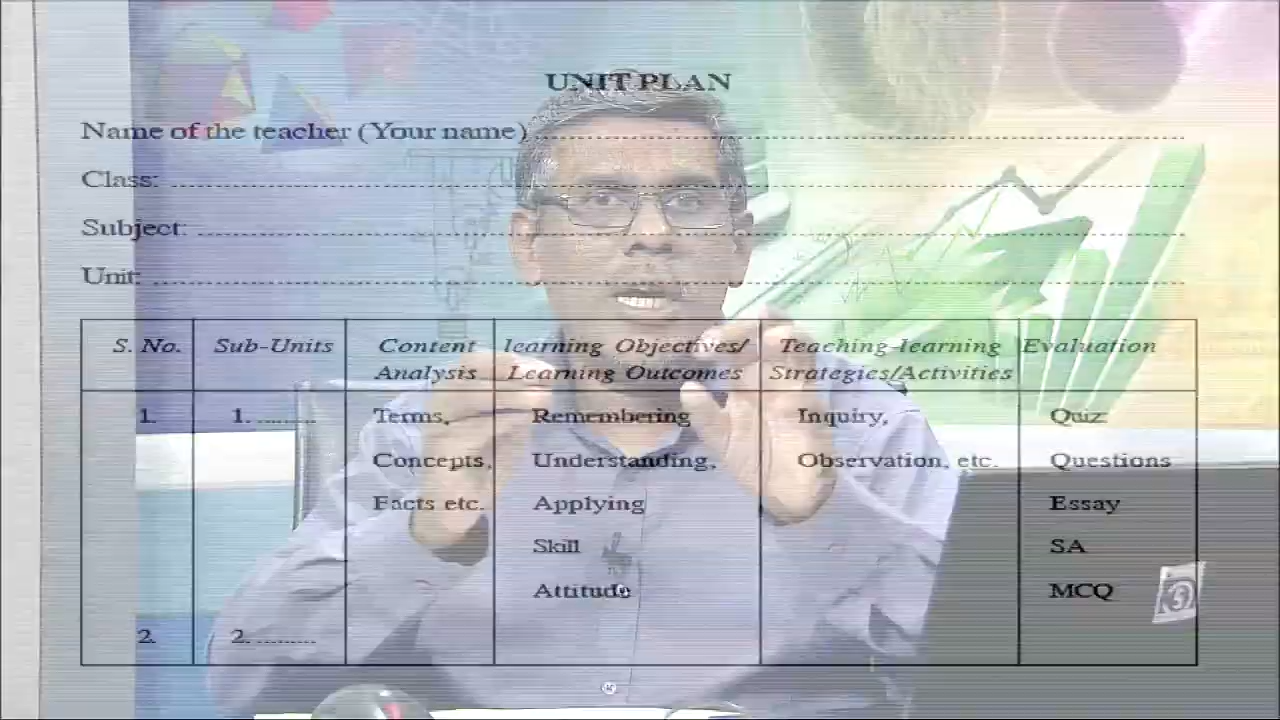 UNIT PLAN
Name of the teacher (Your name) ........................................
Class: ........................................
Subject: ........................................
Unit: ........................................
S. No. Sub-Units Content Analysis learning Objectives/ Learning Outcomes Teaching-learning Strategies/Activities Evaluation
1. 1. ......... Terms, Remembering Inquiry, Quiz
Concepts, Understanding, Observation, etc. Questions
Facts etc. Applying Essay
Skill SA
Attitude MCQ
2. 2. .........